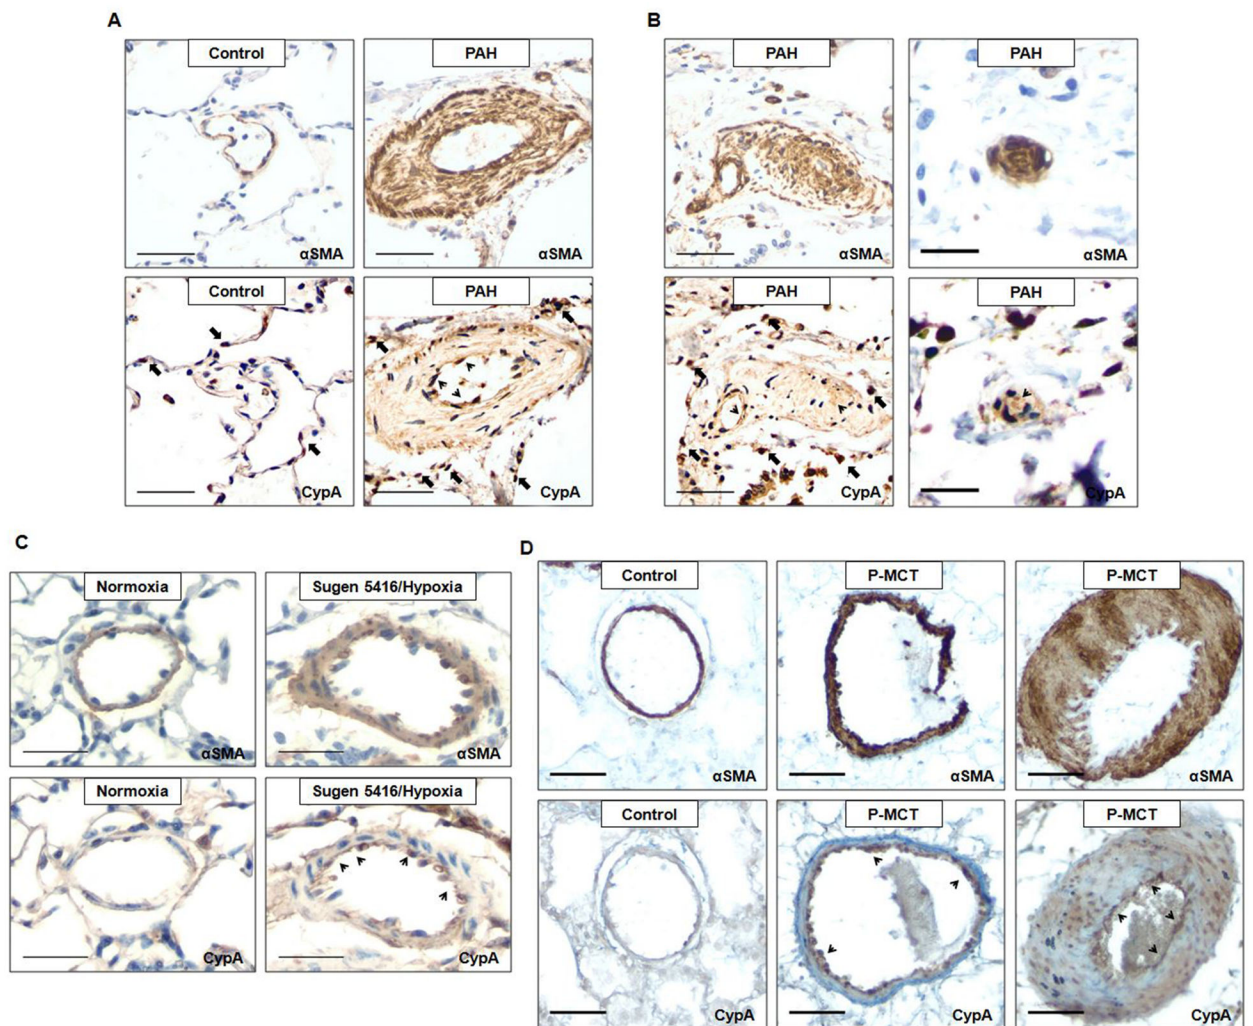 A
B
Control
PAH
PAH
PAH
αSMA
αSMA
αSMA
αSMA
Control
PAH
PAH
PAH
CypA
CypA
CypA
CypA
C
D
Normoxia
Sugen 5416/Hypoxia
Control
P-MCT
P-MCT
αSMA
αSMA
αSMA
αSMA
αSMA
Normoxia
Sugen 5416/Hypoxia
Control
P-MCT
P-MCT
CypA
CypA
CypA
CypA
CypA